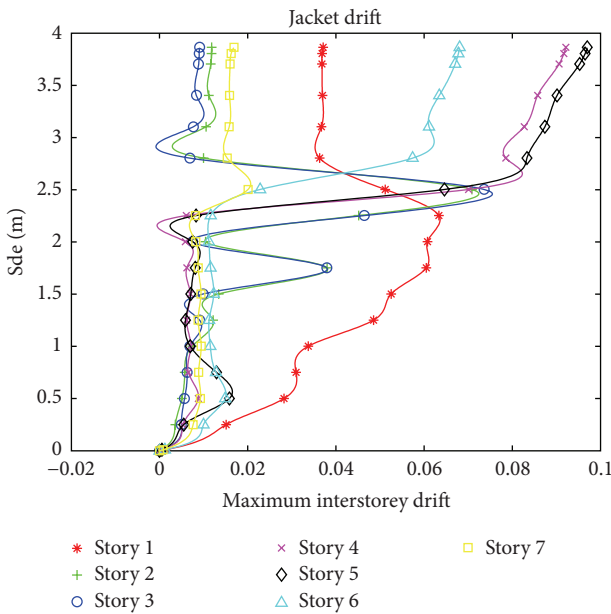 Jacket drift
4
3.5
3
2.5
2
1.5
1
0.5
0
Sde (m)
−0.02 0 0.02 0.04 0.06 0.08 0.1
Maximum interstorey drift
Story 1 Story 4 Story 7
Story 2 Story 5
Story 3 Story 6